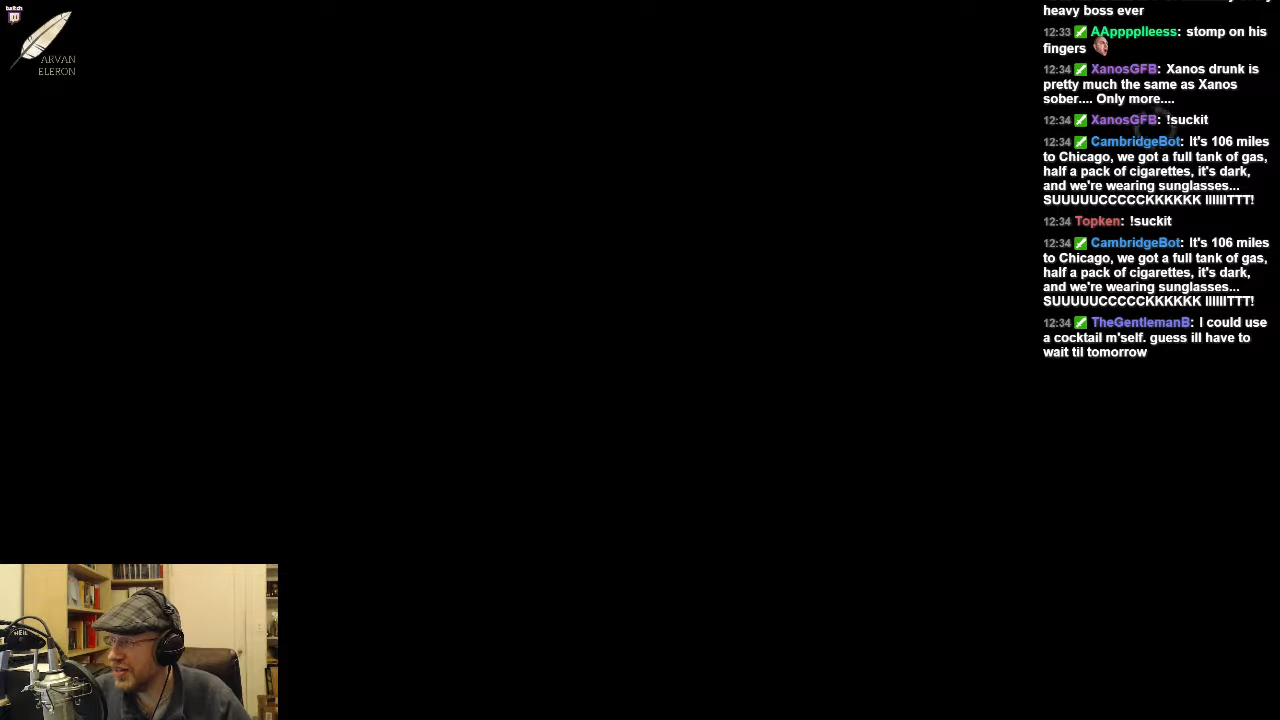 twitch
ARVAN
ELERON
heavy boss ever
12:33 AApppplleess: stomp on his
fingers
12:34 XanosGFB: Xanos drunk is
pretty much the same as Xanos
sober.... Only more....
12:34 XanosGFB: !suckit
12:34 CambridgeBot: It's 106 miles
to Chicago, we got a full tank of gas,
half a pack of cigarettes, it's dark,
and we're wearing sunglasses...
SUUUUUCCCCCKKKKKK IIIIIITTT!
12:34 Topken: !suckit
12:34 CambridgeBot: It's 106 miles
to Chicago, we got a full tank of gas,
half a pack of cigarettes, it's dark,
and we're wearing sunglasses...
SUUUUUCCCCCKKKKKK IIIIIITTT!
12:34 TheGentlemanB: I could use
a cocktail m'self. guess ill have to
wait til tomorrow
HEIL